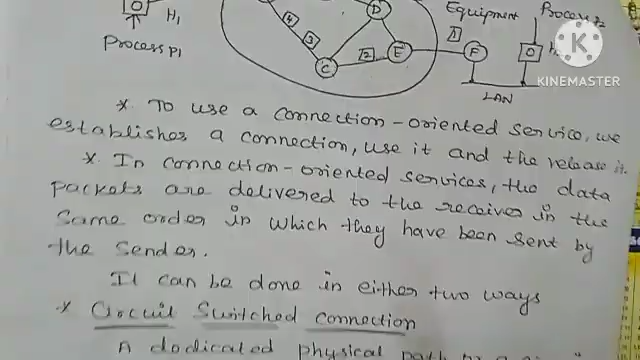 Equipment
Process P2
H1
Process P1
4
3
C
D
2
E
1
F
LAN
KINEMASTER
* To use a connection-oriented service, we
establishes a connection, use it and the release it.
* In connection-oriented services, the data
packets are delivered to the receiver in the
same order in which they have been sent by
the sender.
It can be done in either two ways
* Circuit Switched connection
A dodicated physical path